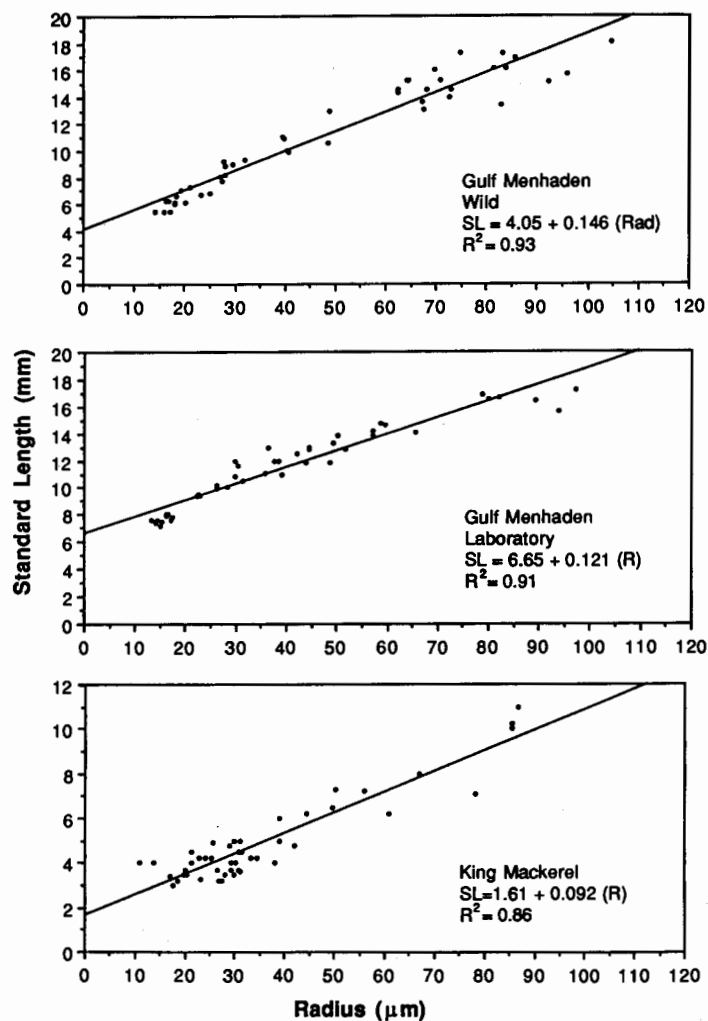 20
18
16
14
12
10
8
6
4
2
0
Gulf Menhaden
Wild
SL = 4.05 + 0.146 (Rad)
R² = 0.93
0 10 20 30 40 50 60 70 80 90 100 110 120
Standard Length (mm)
20
18
16
14
12
10
8
6
4
2
0
Gulf Menhaden
Laboratory
SL = 6.65 + 0.121 (R)
R² = 0.91
0 10 20 30 40 50 60 70 80 90 100 110 120
12
10
8
6
4
2
0
King Mackerel
SL=1.61 + 0.092 (R)
R² = 0.86
0 10 20 30 40 50 60 70 80 90 100 110 120
Radius (μm)